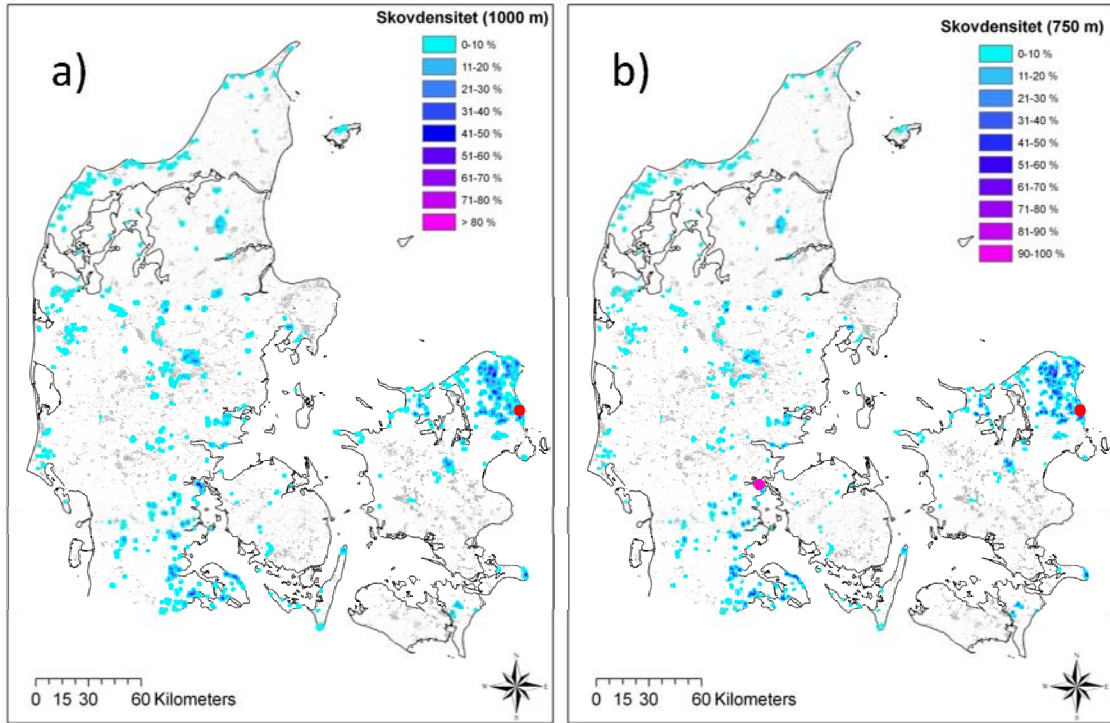 a)
Skovdensitet (1000 m)
0-10 %
11-20 %
21-30 %
31-40 %
41-50 %
51-60 %
61-70 %
71-80 %
> 80 %
0 15 30 60 Kilometers
N
W E
S
b)
Skovdensitet (750 m)
0-10 %
11-20 %
21-30 %
31-40 %
41-50 %
51-60 %
61-70 %
71-80 %
81-90 %
90-100 %
0 15 30 60 Kilometers
N
W E
S